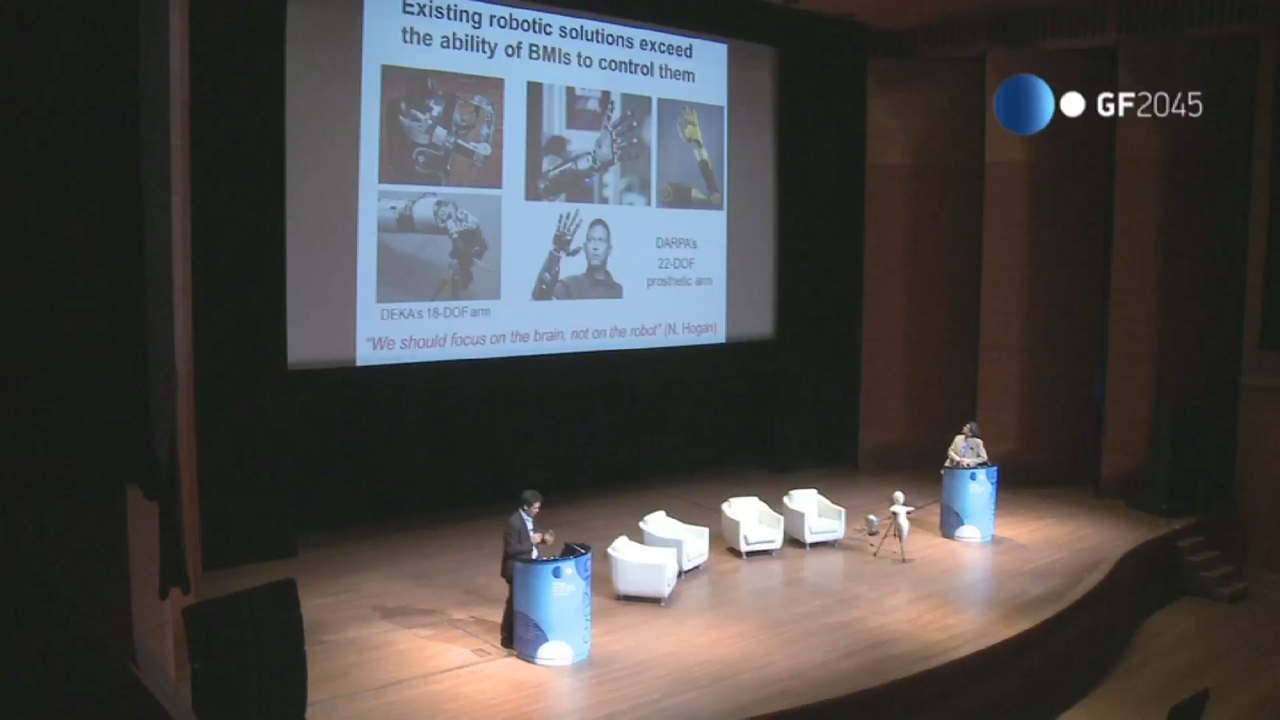 Existing robotic solutions exceed
the ability of BMIs to control them
DARPA's
22-DOF
prosthetic arm
DEKA's 18-DOF arm
"We should focus on the brain, not on the robot" (N. Hogan)
GF2045